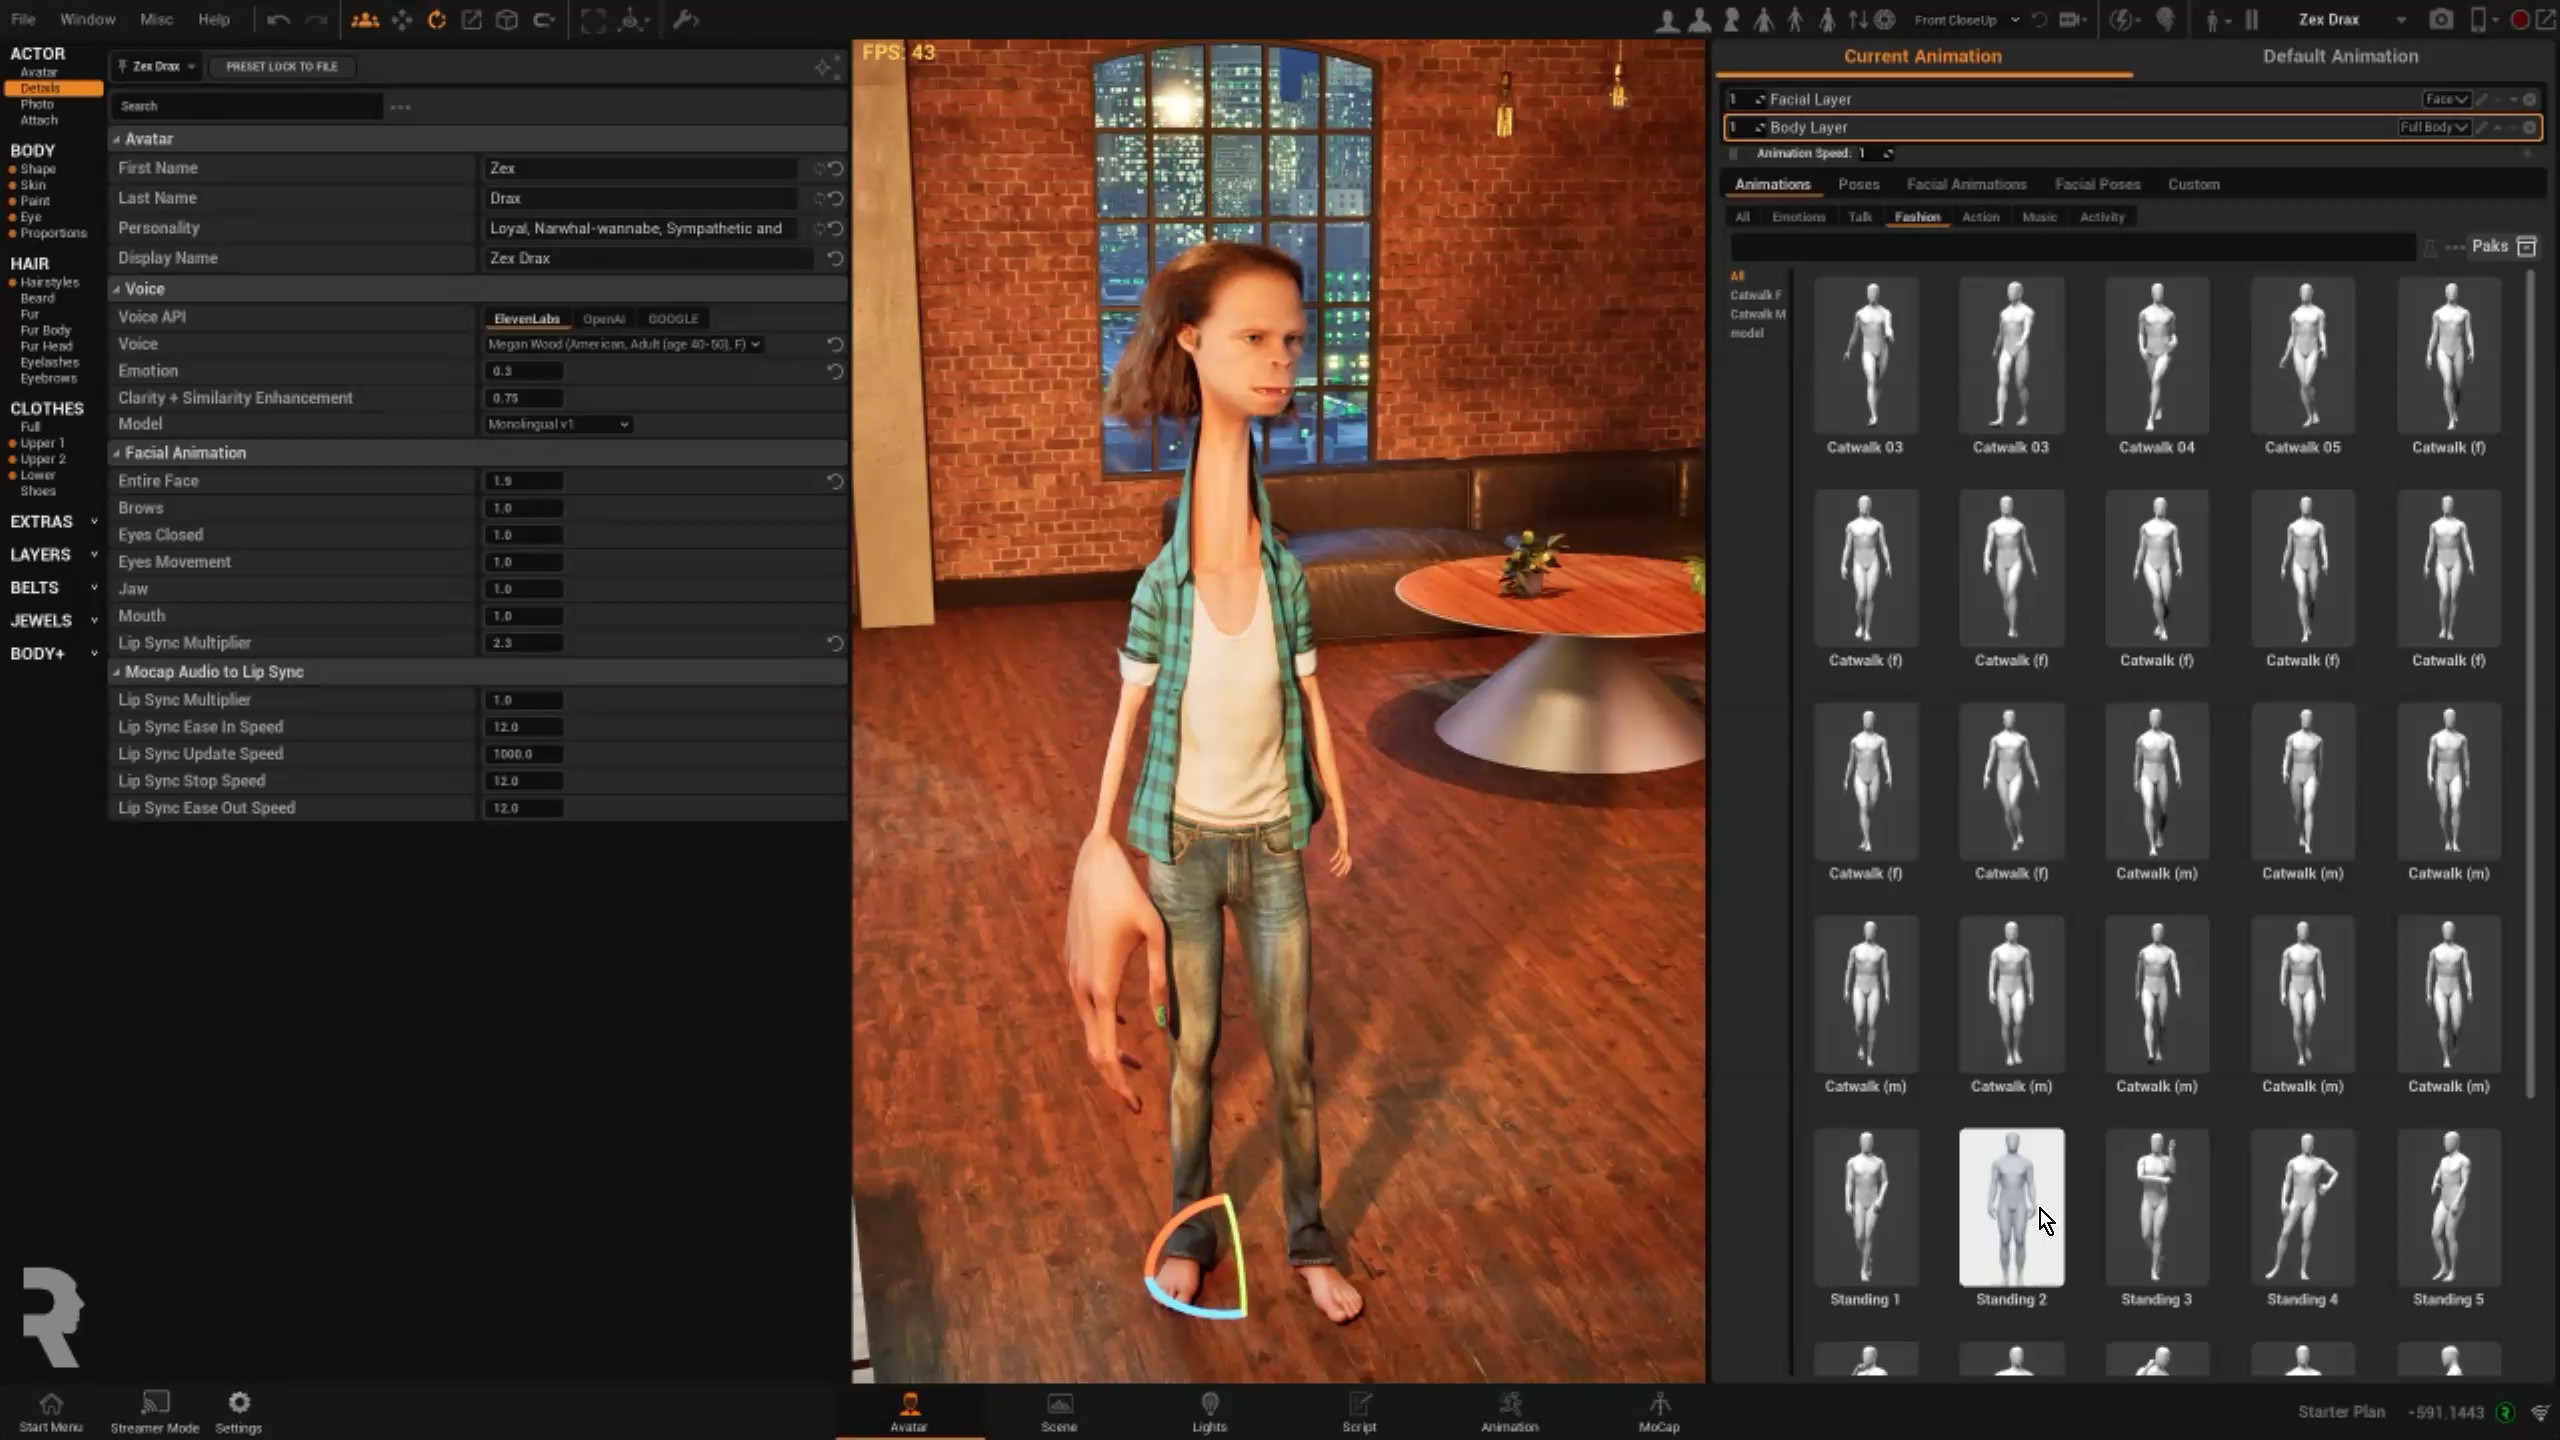 File Window Misc Help Front CloseUp Zex Drax
ACTOR
Avatar
Details
Photo
Attach
BODY
Shape
Skin
Paint
Eye
Proportions
HAIR
Hairstyles
Beard
Fur
Fur Body
Fur Head
Eyelashes
Eyebrows
CLOTHES
Full
Upper 1
Upper 2
Lower
Shoes
EXTRAS
LAYERS
BELTS
JEWELS
BODY+
Zex Drax PRESET LOCK TO FILE
Search
Avatar
First Name Zex
Last Name Drax
Personality Loyal, Narwhal-wannabe, Sympathetic and
Display Name Zex Drax
Voice
Voice API ElevenLabs OpenAI GOOGLE
Voice Megan Wood (American, Adult (age 40-50), F)
Emotion 0.3
Clarity + Similarity Enhancement 0.75
Model Monolingual v1
Facial Animation
Entire Face 1.9
Brows 1.0
Eyes Closed 1.0
Eyes Movement 1.0
Jaw 1.0
Mouth 1.0
Lip Sync Multiplier 2.3
Mocap Audio to Lip Sync
Lip Sync Multiplier 1.0
Lip Sync Ease In Speed 12.0
Lip Sync Update Speed 1000.0
Lip Sync Stop Speed 12.0
Lip Sync Ease Out Speed 12.0
FPS: 43
Current Animation Default Animation
1 Facial Layer Face
1 Body Layer Full Body
Animation Speed: 1
Animations Poses Facial Animations Facial Poses Custom
All Emotions Talk Fashion Action Music Activity
Paks
All
Catwalk F
Catwalk M
model
Catwalk 03 Catwalk 03 Catwalk 04 Catwalk 05 Catwalk (f)
Catwalk (f) Catwalk (f) Catwalk (f) Catwalk (f) Catwalk (f)
Catwalk (f) Catwalk (f) Catwalk (m) Catwalk (m) Catwalk (m)
Catwalk (m) Catwalk (m) Catwalk (m) Catwalk (m) Catwalk (m)
Standing 1 Standing 2 Standing 3 Standing 4 Standing 5
R
Start Menu Streamer Mode Settings Avatar Scene Lights Script Animation MoCap Starter Plan -591.1443